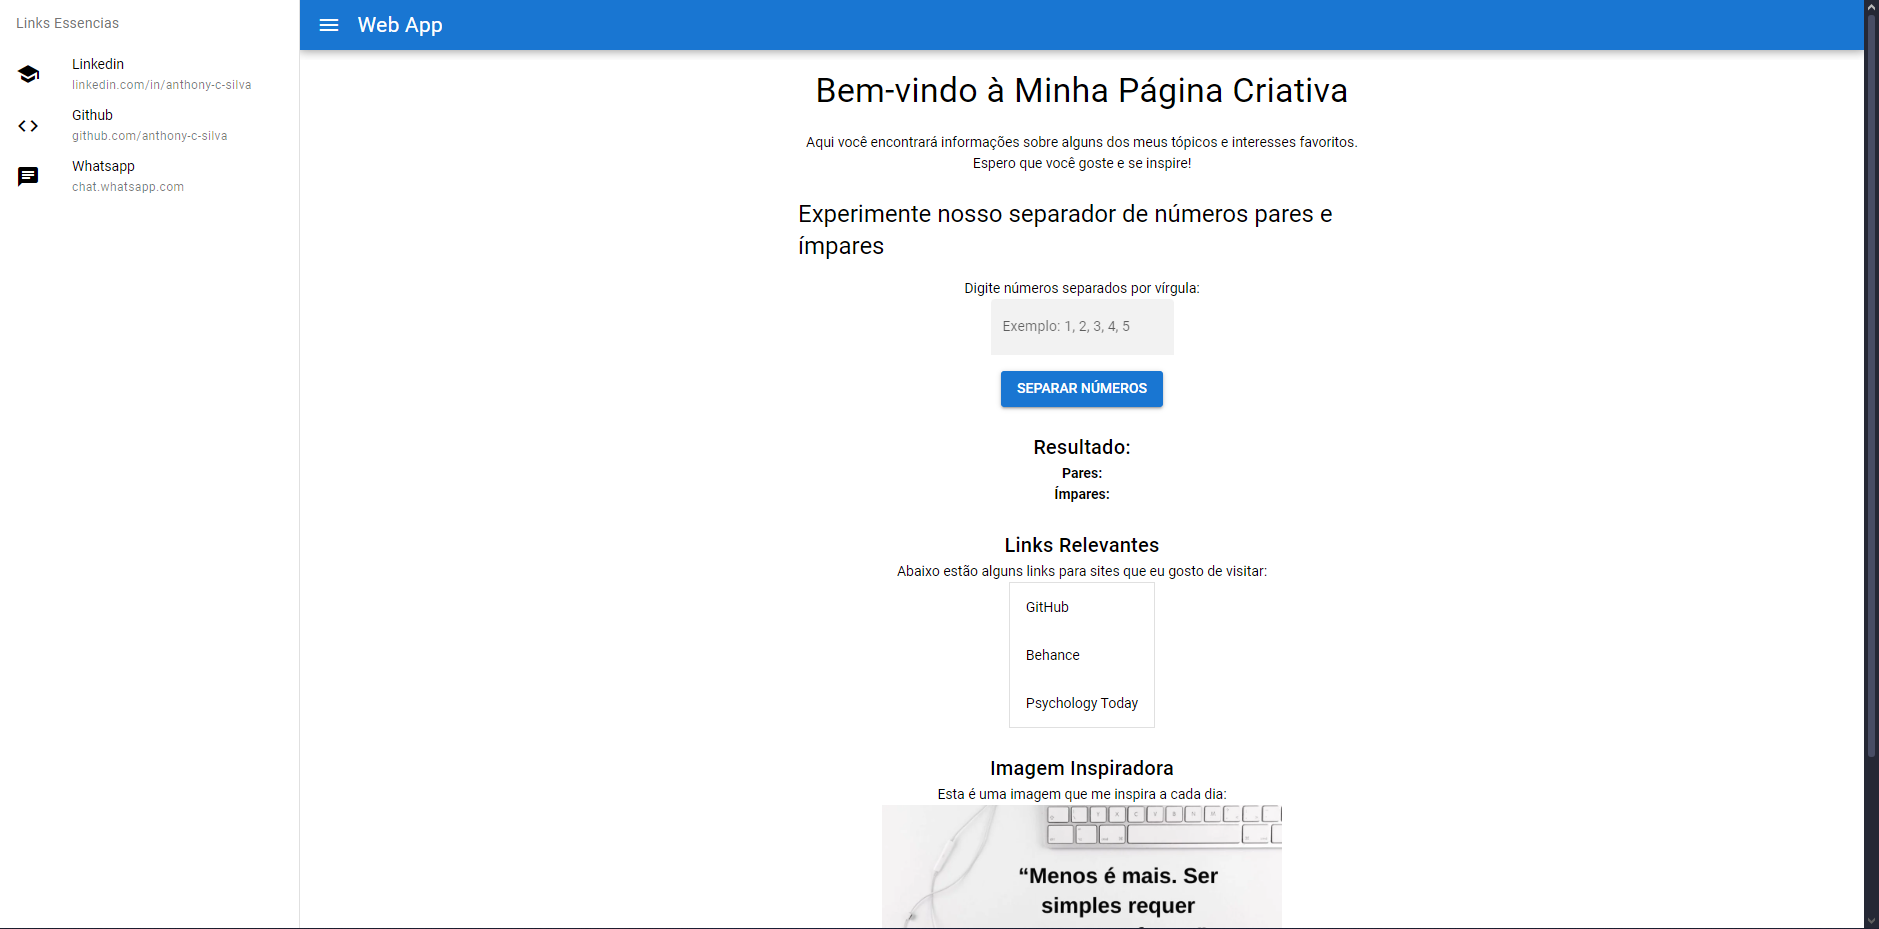 Links Essencias
Linkedin
linkedin.com/in/anthony-c-silva
Github
github.com/anthony-c-silva
Whatsapp
chat.whatsapp.com
Web App
Bem-vindo à Minha Página Criativa
Aqui você encontrará informações sobre alguns dos meus tópicos e interesses favoritos.
Espero que você goste e se inspire!
Experimente nosso separador de números pares e
ímpares
Digite números separados por vírgula:
Exemplo: 1, 2, 3, 4, 5
SEPARAR NÚMEROS
Resultado:
Pares:
Ímpares:
Links Relevantes
Abaixo estão alguns links para sites que eu gosto de visitar:
GitHub
Behance
Psychology Today
Imagem Inspiradora
Esta é uma imagem que me inspira a cada dia:
“Menos é mais. Ser
simples requer